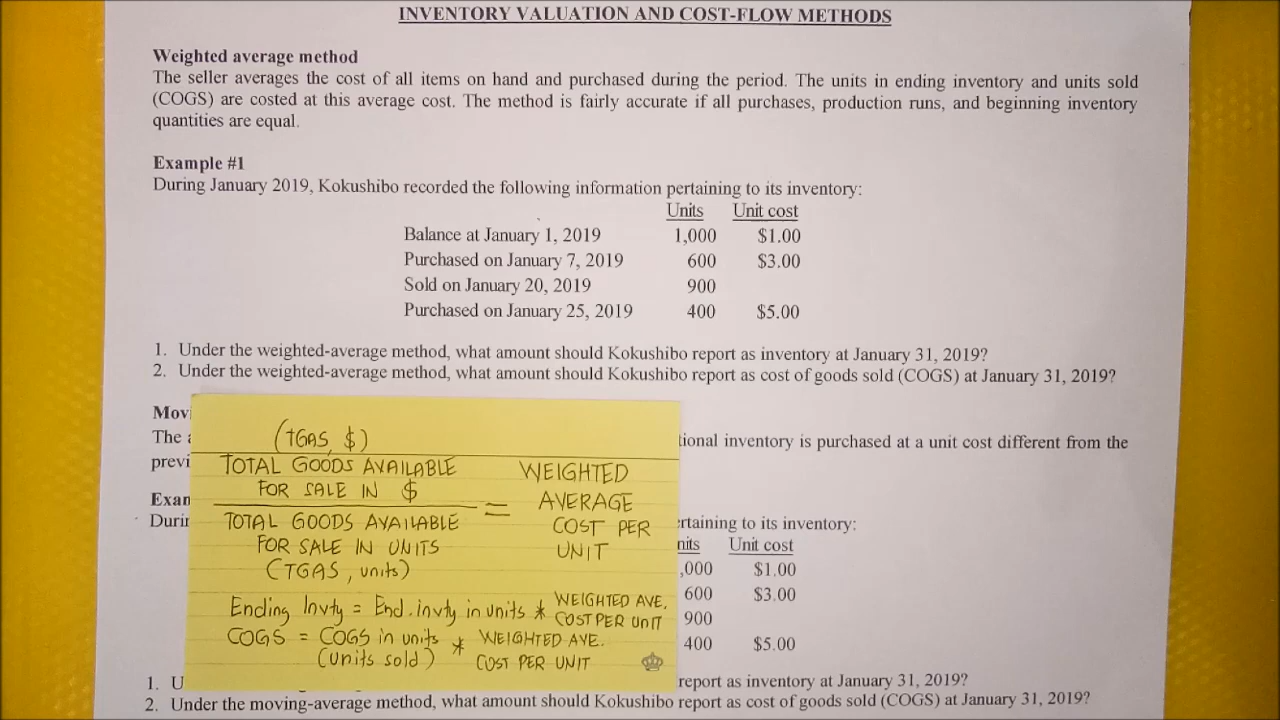 INVENTORY VALUATION AND COST-FLOW METHODS
Weighted average method
The seller averages the cost of all items on hand and purchased during the period. The units in ending inventory and units sold
(COGS) are costed at this average cost. The method is fairly accurate if all purchases, production runs, and beginning inventory
quantities are equal.
Example #1
During January 2019, Kokushibo recorded the following information pertaining to its inventory:
Units Unit cost
Balance at January 1, 2019 1,000 $1.00
Purchased on January 7, 2019 600 $3.00
Sold on January 20, 2019 900
Purchased on January 25, 2019 400 $5.00
1. Under the weighted-average method, what amount should Kokushibo report as inventory at January 31, 2019?
2. Under the weighted-average method, what amount should Kokushibo report as cost of goods sold (COGS) at January 31, 2019?
Mov
The a
tional inventory is purchased at a unit cost different from the
previ
Exan
Durin
rtaining to its inventory:
nits Unit cost
,000 $1.00
600 $3.00
900
400 $5.00
1. U
report as inventory at January 31, 2019?
2. Under the moving-average method, what amount should Kokushibo report as cost of goods sold (COGS) at January 31, 2019?
(TGAS, $)
TOTAL GOODS AVAILABLE
FOR SALE IN $
TOTAL GOODS AVAILABLE
FOR SALE IN UNITS
(TGAS, units)
=
WEIGHTED
AVERAGE
COST PER
UNIT
Ending Invty = End. invty in units * WEIGHTED AVE.
COST PER UNIT
COGS = COGS in units * WEIGHTED AVE.
(units sold) COST PER UNIT